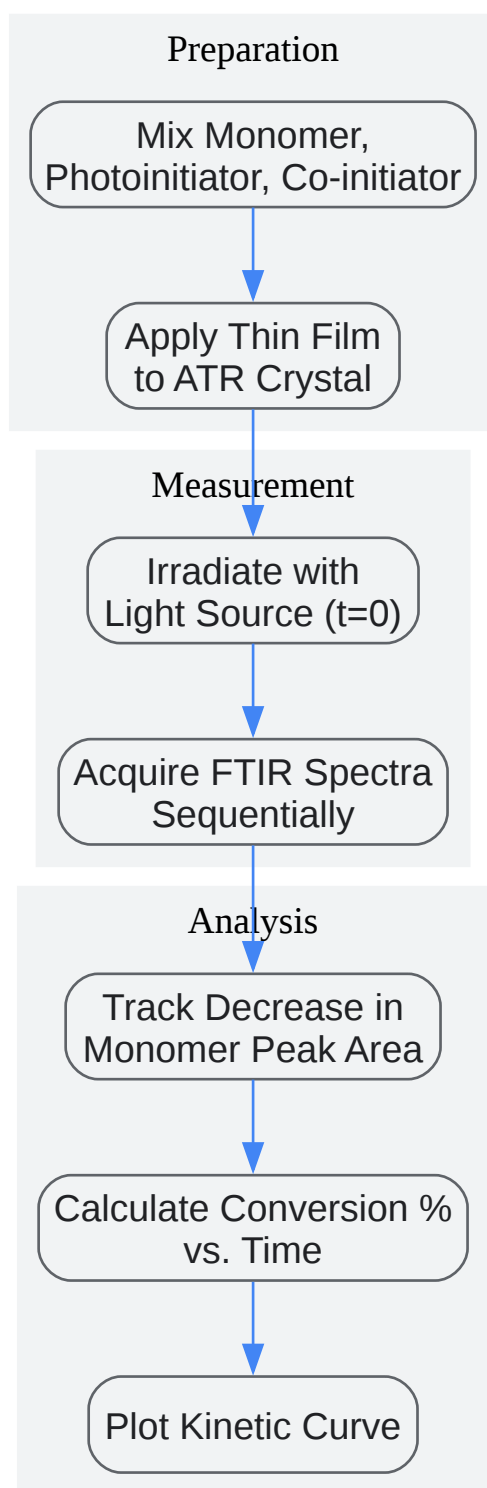 Preparation
Mix Monomer,
Photoinitiator, Co-initiator
Apply Thin Film
to ATR Crystal
Measurement
Irradiate with
Light Source (t=0)
Acquire FTIR Spectra
Sequentially
Analysis
Track Decrease in
Monomer Peak Area
Calculate Conversion %
vs. Time
Plot Kinetic Curve